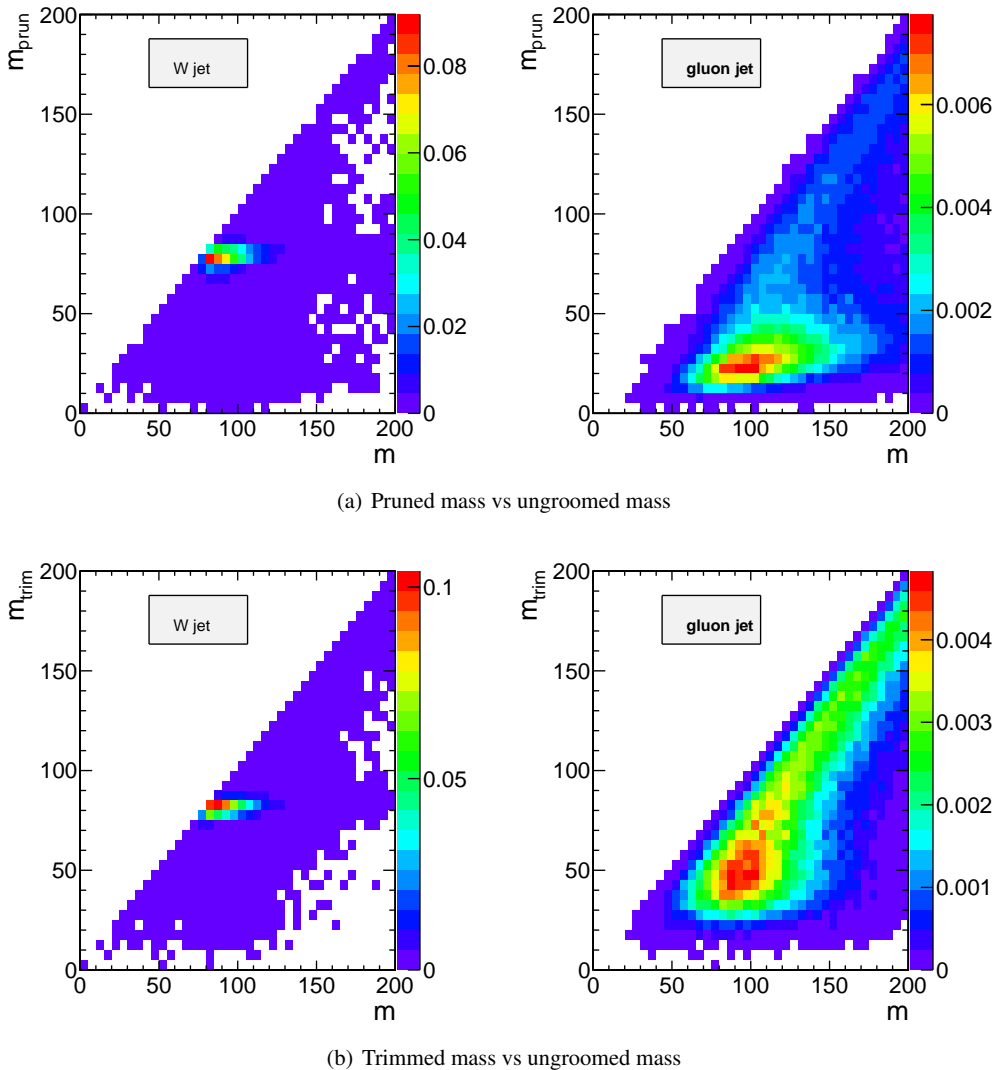 m_prun
200
150
100
50
0
0 50 100 150 200
m
W jet
0.08
0.06
0.04
0.02
0
m_prun
200
150
100
50
0
0 50 100 150 200
m
gluon jet
0.006
0.004
0.002
0
(a) Pruned mass vs ungroomed mass
m_trim
200
150
100
50
0
0 50 100 150 200
m
W jet
0.1
0.05
0
m_trim
200
150
100
50
0
0 50 100 150 200
m
gluon jet
0.004
0.003
0.002
0.001
0
(b) Trimmed mass vs ungroomed mass